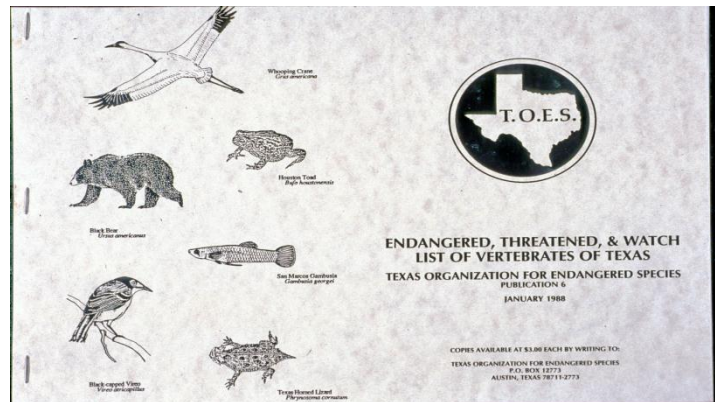 Whooping Crane
Grus americana
Houston Toad
Bufo houstonensis
Black Bear
Ursus americanus
San Marcos Gambusia
Gambusia georgei
Black-capped Vireo
Vireo atricapillus
Texas Horned Lizard
Phrynosoma cornutum
T.O.E.S.
ENDANGERED, THREATENED, & WATCH
LIST OF VERTEBRATES OF TEXAS
TEXAS ORGANIZATION FOR ENDANGERED SPECIES
PUBLICATION 6
JANUARY 1988
COPIES AVAILABLE AT $3.00 EACH BY WRITING TO:
TEXAS ORGANIZATION FOR ENDANGERED SPECIES
P.O. BOX 12773
AUSTIN, TEXAS 78711-2773